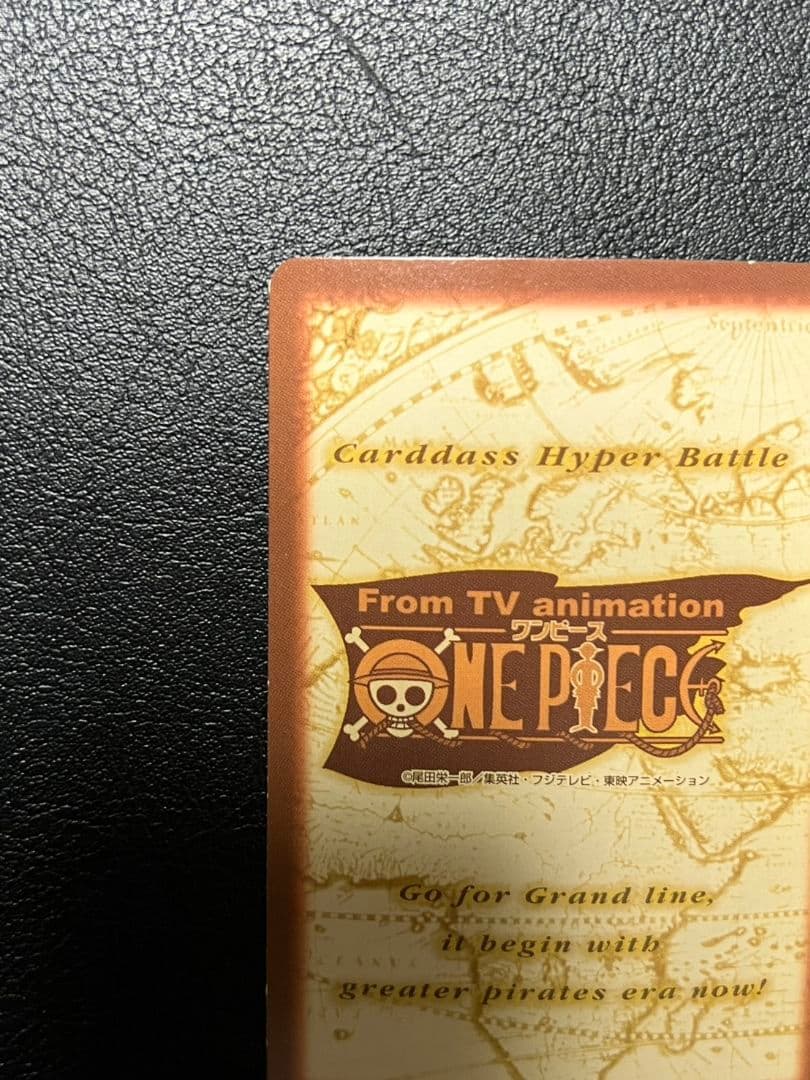 Septentrio
Carddass Hyper Battle
From TV animation
ワンピース
ONE PIECE
©尾田栄一郎／集英社・フジテレビ・東映アニメーション
Go for Grand line,
it begin with
greater pirates era now!